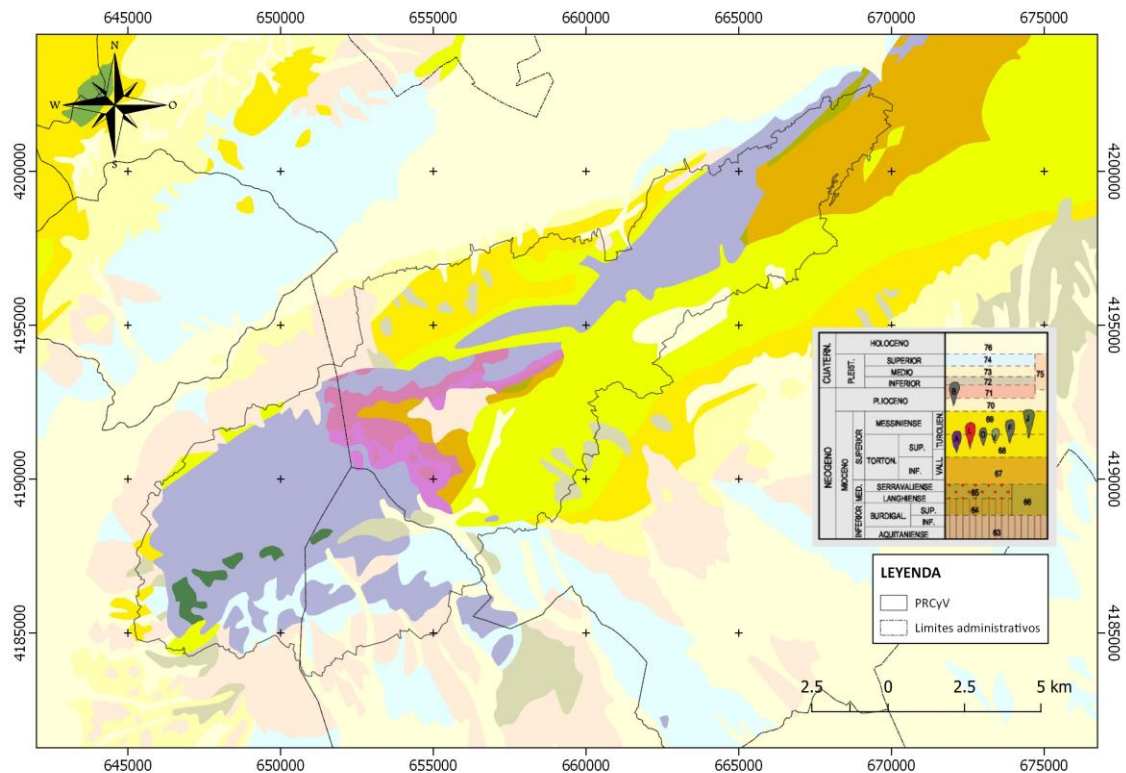 645000 650000 655000 660000 665000 670000 675000
N
W O
S
4200000 4200000
4195000 4195000
4190000 4190000
4185000 4185000
CUATERN. HOLOCENO 76
PLEIST. SUPERIOR 74
MEDIO 73 75
INFERIOR 72
71
PLIOCENO 70
NEOGENO MIOCENO SUPERIOR MESSINIENSE 69 TUROLIEN.
TORTON. SUP. 68
INF. VALL. 67
MED. SERRAVALIENSE 65
LANGHIENSE 66
INFERIOR BURDIGAL. SUP. 64
INF.
AQUITANIENSE 63
LEYENDA
PRCyV
Limites administrativos
2.5 0 2.5 5 km
645000 650000 655000 660000 665000 670000 675000